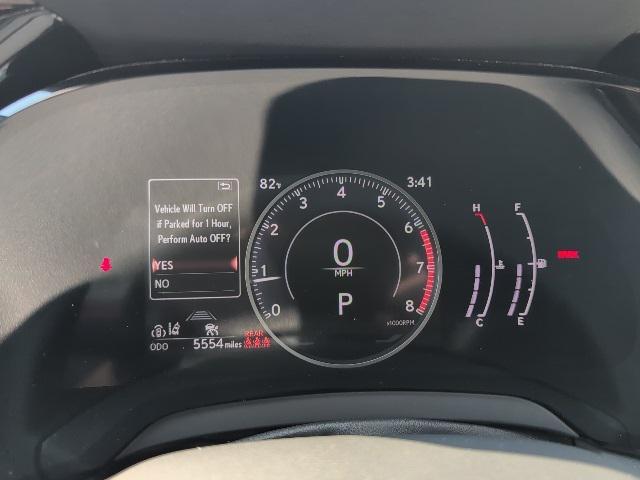 Vehicle Will Turn OFF
if Parked for 1 Hour,
Perform Auto OFF?
YES
NO
ODO 5554 miles
REAR
82°F
3:41
0
1
2
3
4
5
6
7
8
x1000RPM
0
MPH
P
H
C
F
E
PARK